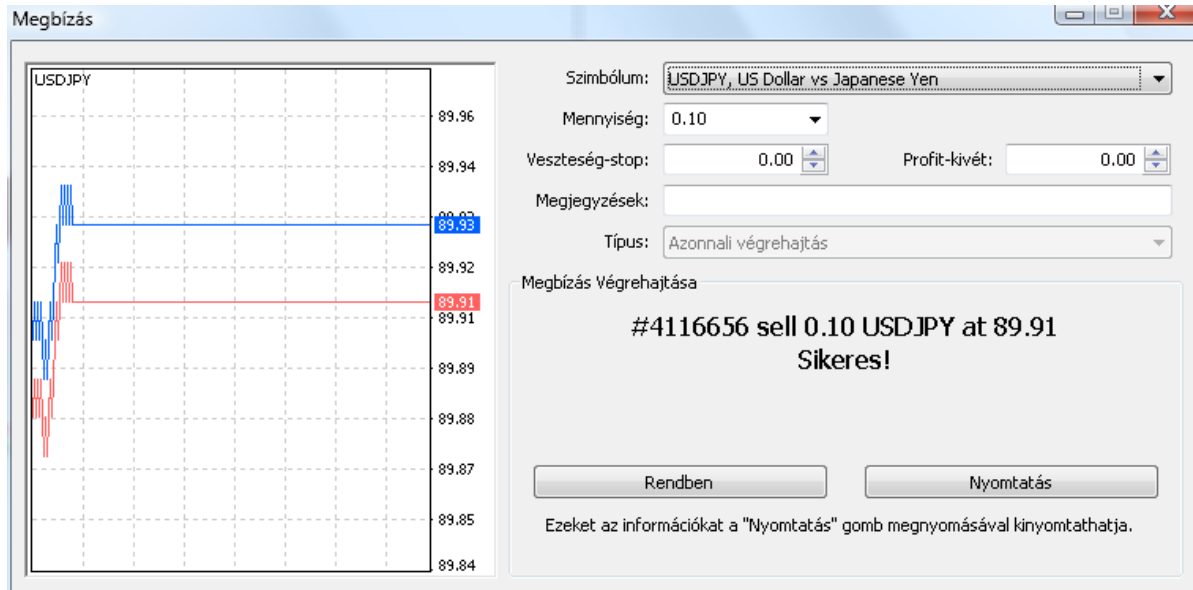 Megbízás
USDJPY
89.96
89.94
89.93
89.93
89.92
89.91
89.91
89.89
89.88
89.87
89.85
89.84
Szimbólum: USDJPY, US Dollar vs Japanese Yen
Mennyiség: 0.10
Veszteség-stop: 0.00 Profit-kivét: 0.00
Megjegyzések:
Típus: Azonnali végrehajtás
Megbízás Végrehajtása
#4116656 sell 0.10 USDJPY at 89.91
Sikeres!
Rendben Nyomtatás
Ezeket az információkat a "Nyomtatás" gomb megnyomásával kinyomtathatja.